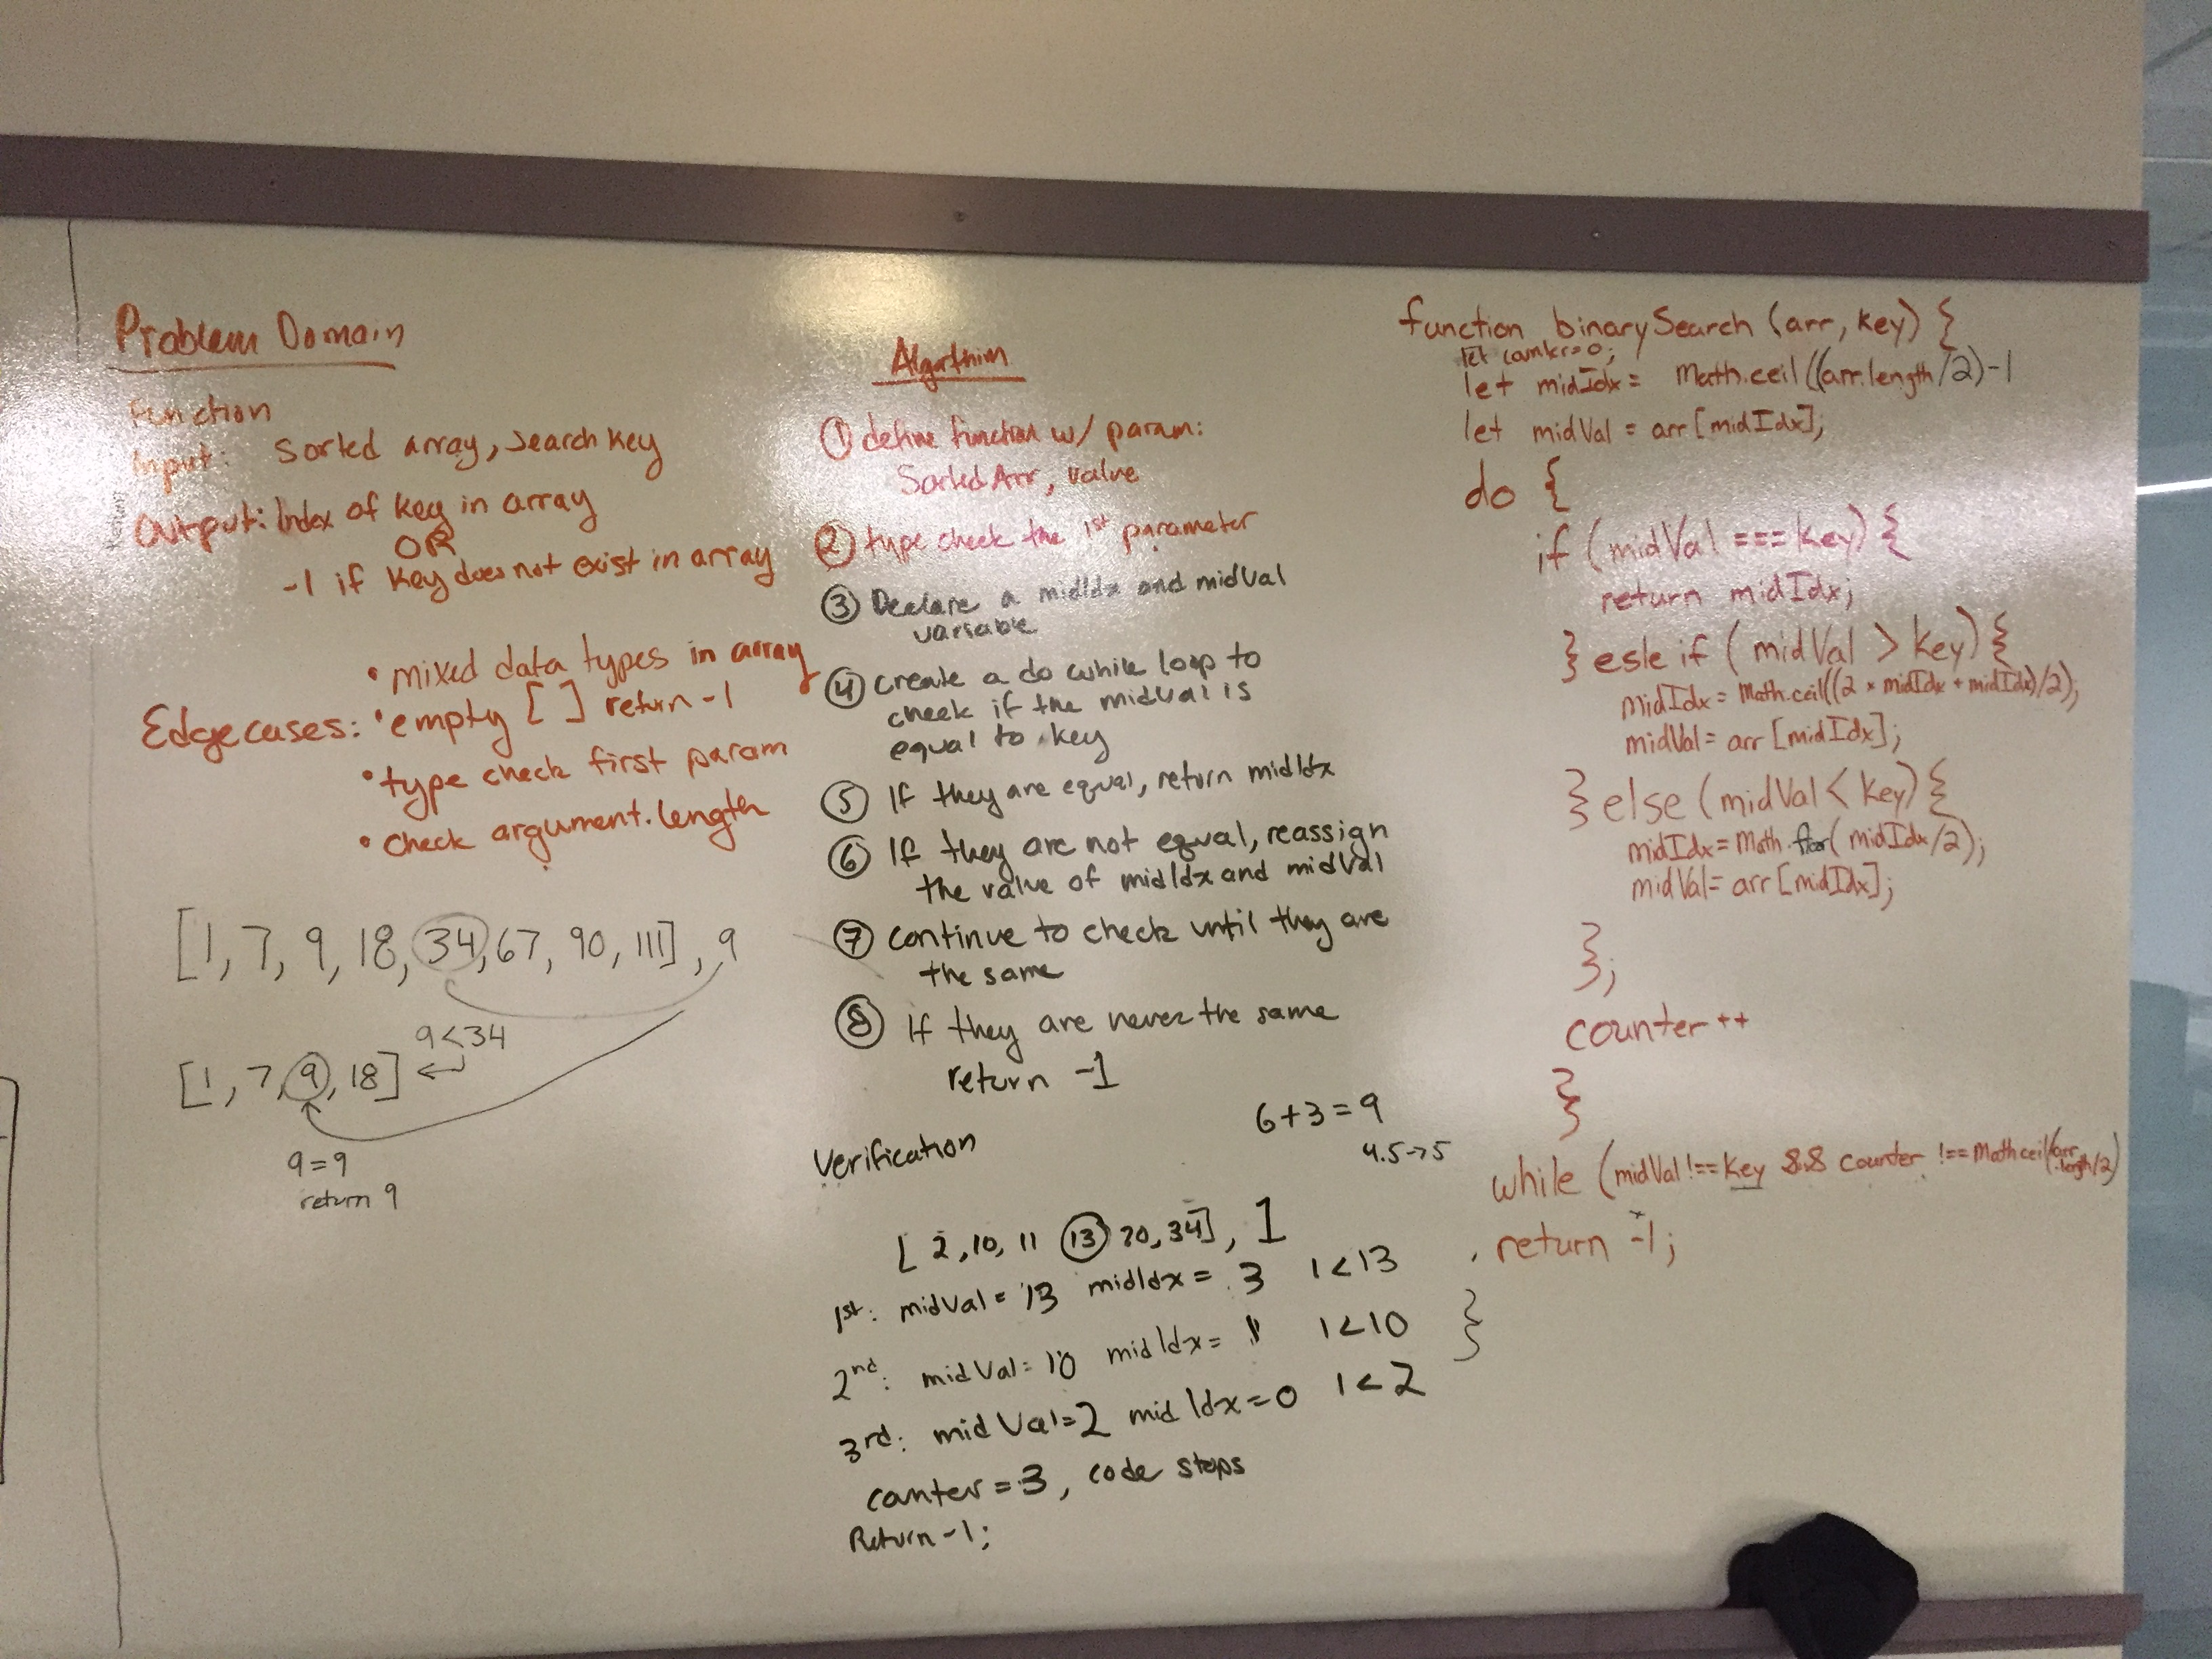 Problem Domain
Function
Input: Sorted array, Search key
Output: Index of key in array
OR
-1 if key does not exist in array
• mixed data types in array
Edge cases: • empty [ ] return -1
• type check first param
• check argument.length
[1, 7, 9, 18, 34, 67, 90, 111], 9
9<34
[1, 7, 9, 18] ←
9=9
return 9
Algorthim
① define function w/ param:
Sorted Arr, value
② type check the 1st parameter
③ Declare a midIdx and midVal
variable
④ create a do while loop to
check if the midval is
equal to key
⑤ If they are equal, return midIdx
⑥ If they are not equal, reassign
the value of midIdx and midVal
⑦ continue to check until they are
the same
⑧ If they are never the same
return -1
6+3=9
4.5→5
Verification
[2, 10, 11 13 20, 34], 1
1st: midVal = 13 midIdx = 3 1<13
2nd: midVal = 10 midIdx = 1 1<10
3rd: midVal=2 midIdx=0 1<2
counter = 3, code stops
Return -1;
function binarySearch (arr, key) {
let counter=0;
let midIdx = Math.ceil((arr.length/2)-1
let midVal = arr[midIdx];
do {
if (midVal === key) {
return midIdx;
} esle if (midVal > key) {
midIdx = Math.ceil((2 * midIdx + midIdx)/2);
midVal = arr[midIdx];
} else (midVal < key) {
midIdx = Math.floor(midIdx/2);
midVal = arr[midIdx];
};
counter++
}
while (midVal !== key && counter !== Math.ceil(arr
.length/2)
return -1;
}